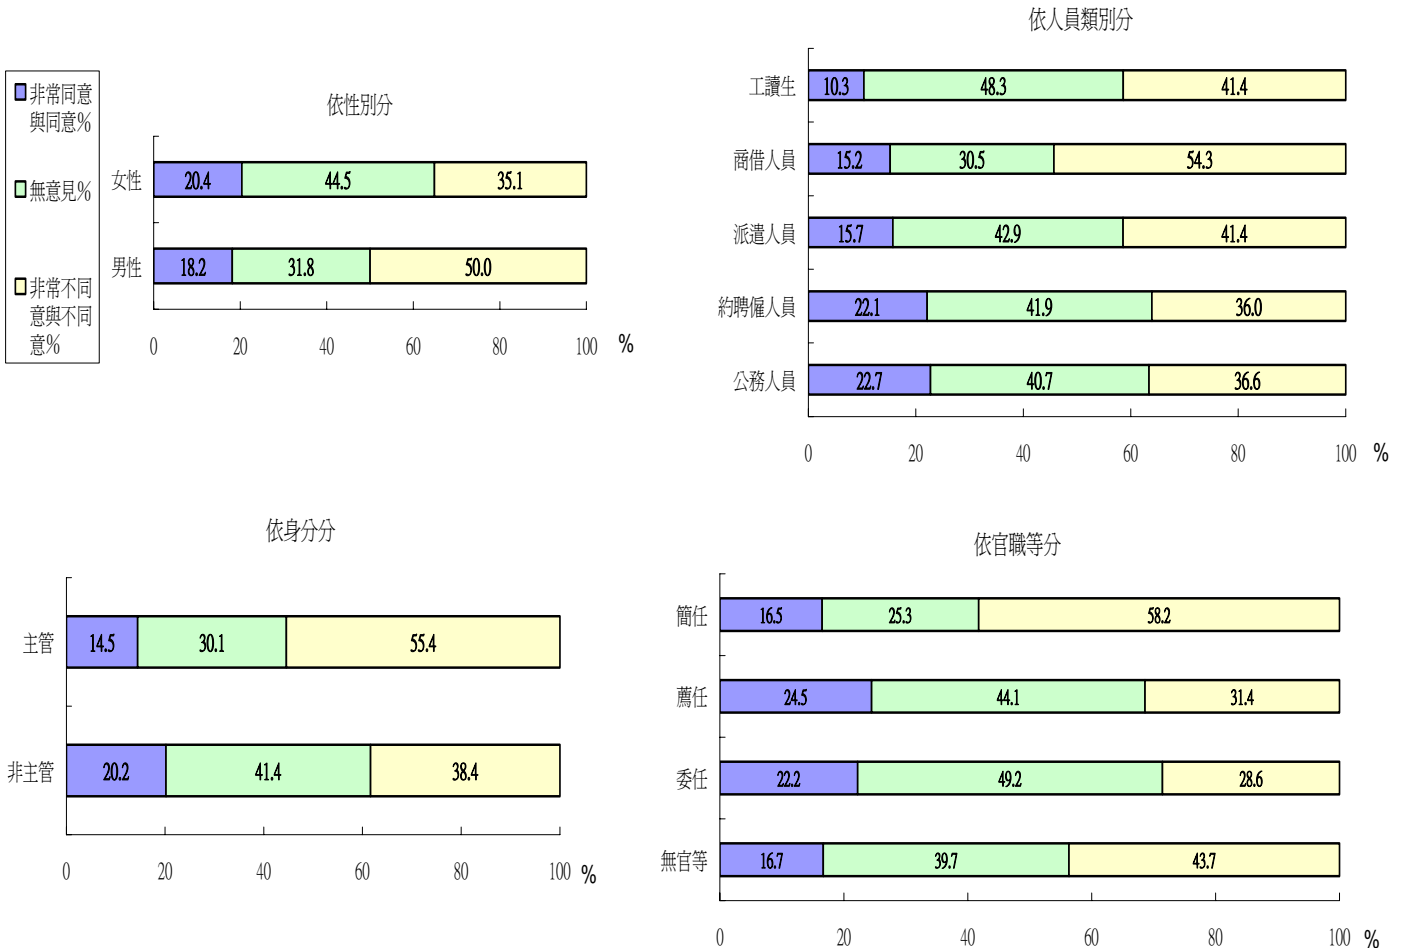 非常同意
與同意%
無意見%
非常不同
意與不同
意%
依性別分
女性 20.4 44.5 35.1
男性 18.2 31.8 50.0
0 20 40 60 80 100 %
依人員類別分
工讀生 10.3 48.3 41.4
商借人員 15.2 30.5 54.3
派遣人員 15.7 42.9 41.4
約聘僱人員 22.1 41.9 36.0
公務人員 22.7 40.7 36.6
0 20 40 60 80 100 %
依身分分
主管 14.5 30.1 55.4
非主管 20.2 41.4 38.4
0 20 40 60 80 100 %
依官職等分
簡任 16.5 25.3 58.2
薦任 24.5 44.1 31.4
委任 22.2 49.2 28.6
無官等 16.7 39.7 43.7
0 20 40 60 80 100 %